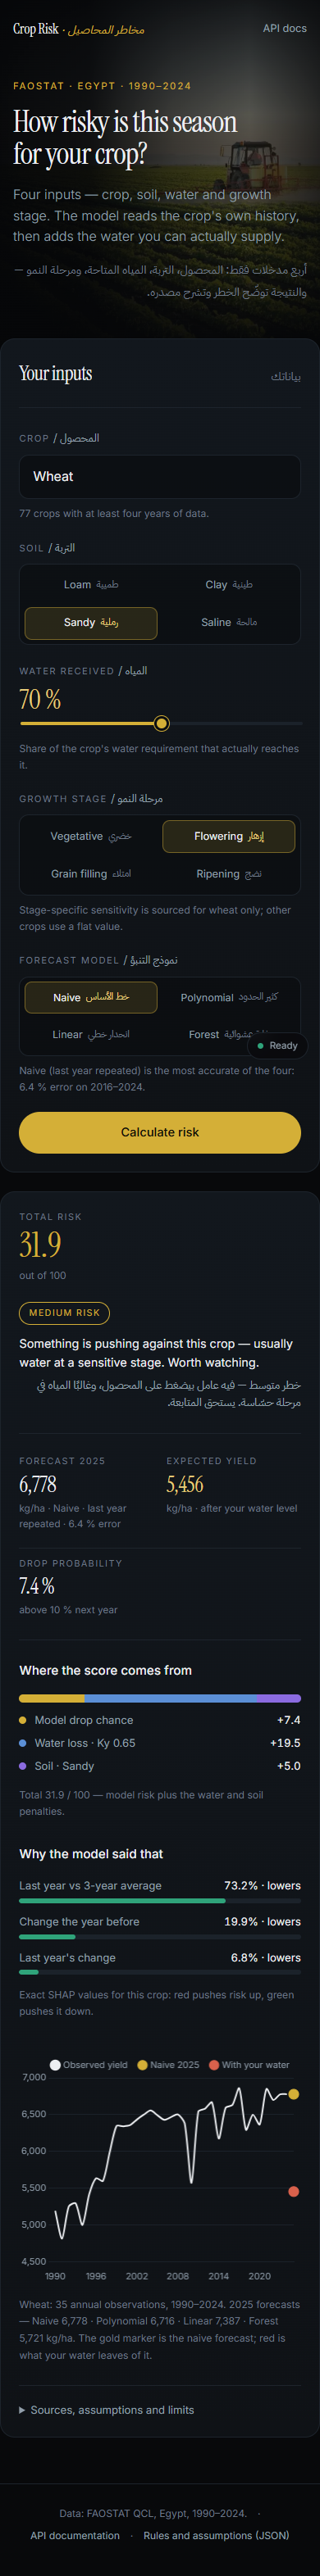 Crop Risk · مخاطر المحاصيل
API docs
FAOSTAT · EGYPT · 1990–2024
How risky is this season
for your crop?
Four inputs — crop, soil, water and growth
stage. The model reads the crop's own history,
then adds the water you can actually supply.
أربع مدخلات فقط: المحصول، التربة، المياه المتاحة، ومرحلة النمو —
والنتيجة توضّح الخطر وتشرح مصدره.
Your inputs
بياناتك
CROP / المحصول
Wheat
77 crops with at least four years of data.
SOIL / التربة
Loam طميية
Clay طينية
Sandy رملية
Saline مالحة
WATER RECEIVED / المياه
70 %
Share of the crop's water requirement that actually reaches
it.
GROWTH STAGE / مرحلة النمو
Vegetative خضري
Flowering إزهار
Grain filling امتلاء
Ripening نضج
Stage-specific sensitivity is sourced for wheat only; other
crops use a flat value.
FORECAST MODEL / نموذج التنبؤ
Naive خط الأساس
Polynomial كثير الحدود
Linear انحدار خطي
Forest عشوائية
Ready
Naive (last year repeated) is the most accurate of the four:
6.4 % error on 2016–2024.
Calculate risk
TOTAL RISK
31.9
out of 100
MEDIUM RISK
Something is pushing against this crop — usually
water at a sensitive stage. Worth watching.
خطر متوسط — فيه عامل بيضغط على المحصول، وغالبًا المياه في
مرحلة حسّاسة. يستحق المتابعة.
FORECAST 2025
6,778
kg/ha · Naive · last year
repeated · 6.4 % error
EXPECTED YIELD
5,456
kg/ha · after your water level
DROP PROBABILITY
7.4 %
above 10 % next year
Where the score comes from
Model drop chance +7.4
Water loss · Ky 0.65 +19.5
Soil · Sandy +5.0
Total 31.9 / 100 — model risk plus the water and soil
penalties.
Why the model said that
Last year vs 3-year average 73.2% · lowers
Change the year before 19.9% · lowers
Last year's change 6.8% · lowers
Exact SHAP values for this crop: red pushes risk up, green
pushes it down.
Observed yield Naive 2025 With your water
7,000
6,500
6,000
5,500
5,000
4,500
1990 1996 2002 2008 2014 2020
Wheat: 35 annual observations, 1990–2024. 2025 forecasts
— Naive 6,778 · Polynomial 6,716 · Linear 7,387 · Forest
5,721 kg/ha. The gold marker is the naive forecast; red is
what your water leaves of it.
▶ Sources, assumptions and limits
Data: FAOSTAT QCL, Egypt, 1990–2024. ·
API documentation · Rules and assumptions (JSON)